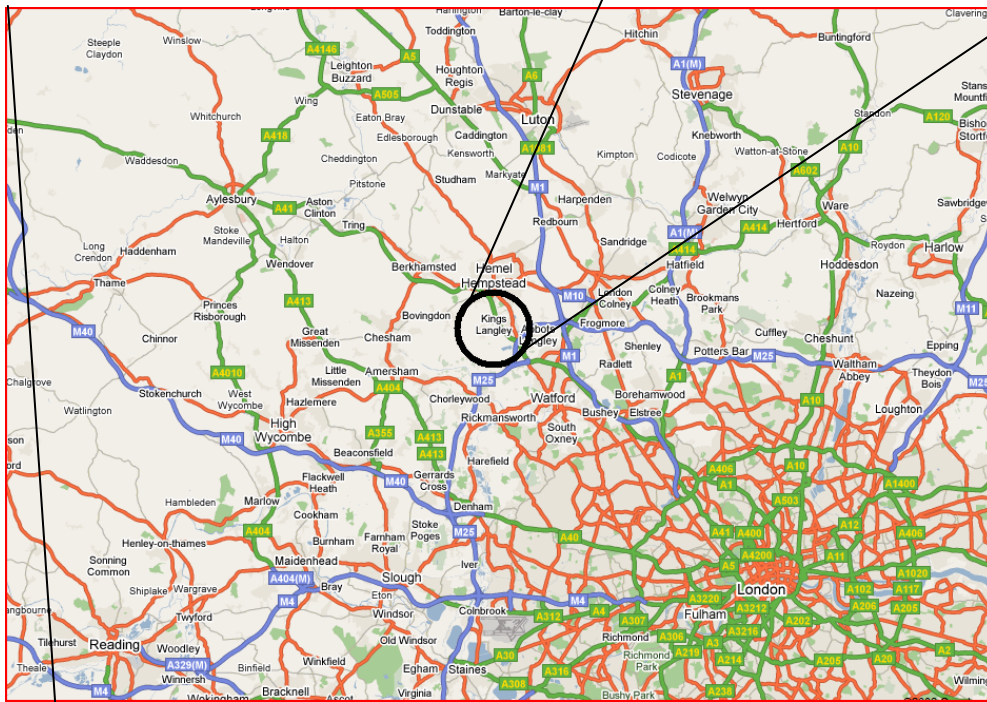 Harlington
Barton-le-clay
Clavering
Toddington
Steeple
Claydon
Winslow
A4146
A5
Hitchin
Buntingford
Leighton
Buzzard
Houghton
Regis
A6
A1(M)
Stevenage
A505
Wing
Dunstable
Luton
Whitchurch
Eaton Bray
Edlesborough
Caddington
Knebworth
Standon
A120
A418
Kensworth
A1081
Kimpton
Codicote
Watton-at-Stone
A10
A602
Waddesdon
Cheddington
Pitstone
Studham
Markyate
M1
Harpenden
Welwyn
Garden City
Aylesbury
A41
Aston
Clinton
Tring
Redbourn
A414
Hertford
Ware
Stoke
Mandeville
Halton
Sandridge
A1(M)
A414
Roydon
Harlow
Long
Crendon
Haddenham
Wendover
Berkhamsted
Hemel
Hempstead
Hatfield
Hoddesdon
Thame
A413
M10
London
Colney
Colney
Heath
Brookmans
Park
Nazeing
Princes
Risborough
Bovingdon
Kings
Langley
Abbots
Langley
Frogmore
M11
M40
Chinnor
Great
Missenden
Chesham
Shenley
Cuffley
Cheshunt
Epping
M1
Radlett
Potters Bar
M25
Waltham
Abbey
Theydon
Bois
M25
Chalgrove
A4010
Little
Missenden
Amersham
A404
M25
A1
Watlington
Stokenchurch
West
Wycombe
Hazlemere
Chorleywood
Watford
Borehamwood
A10
Loughton
Rickmansworth
Bushey
Elstree
High
Wycombe
M40
A355
A413
A413
South
Oxney
Beaconsfield
Harefield
A406
A10
Flackwell
Heath
M40
Gerrards
Cross
A1
A1400
Hambleden
Marlow
Denham
A503
Cookham
A404
Stoke
Poges
M25
A12
A406
Henley-on-thames
Burnham
Farnham
Royal
A40
A41
A400
Sonning
Common
Maidenhead
Iver
A4200
A11
A5
A1020
Shiplake
Wargrave
A404(M)
Bray
Slough
Eton
London
A102
A117
M4
Colnbrook
M4
A4
A3220
A3212
A206
A205
Twyford
Windsor
A312
A307
Fulham
A202
Tilehurst
Reading
Woodley
Old Windsor
Richmond
A306
A3
A3216
A2
A30
Richmond
Park
A219
A214
A205
A20
Theale
A329(M)
Winnersh
Binfield
Winkfield
Egham
Staines
A316
M4
Wokingham
Bracknell
Ascot
Virginia
A308
Bushy Park
A238